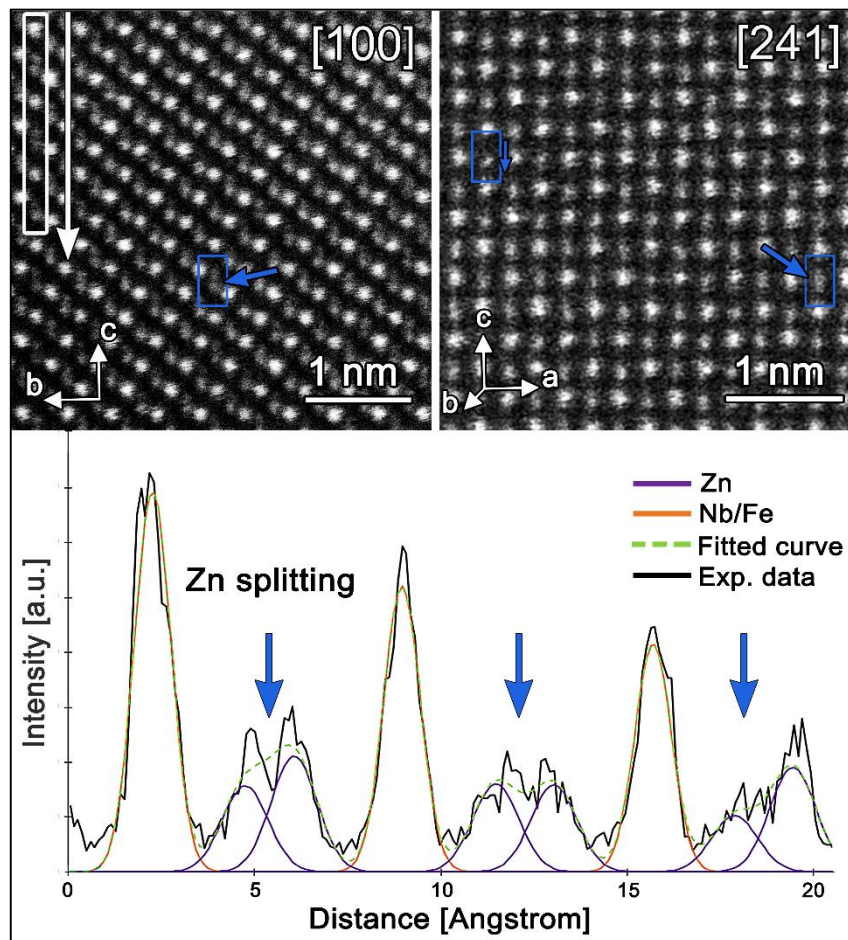 [100]
[241]
c
b
1 nm
c
b
a
1 nm
Zn
Nb/Fe
Fitted curve
Exp. data
Zn splitting
Intensity [a.u.]
0
5
10
15
20
Distance [Angstrom]